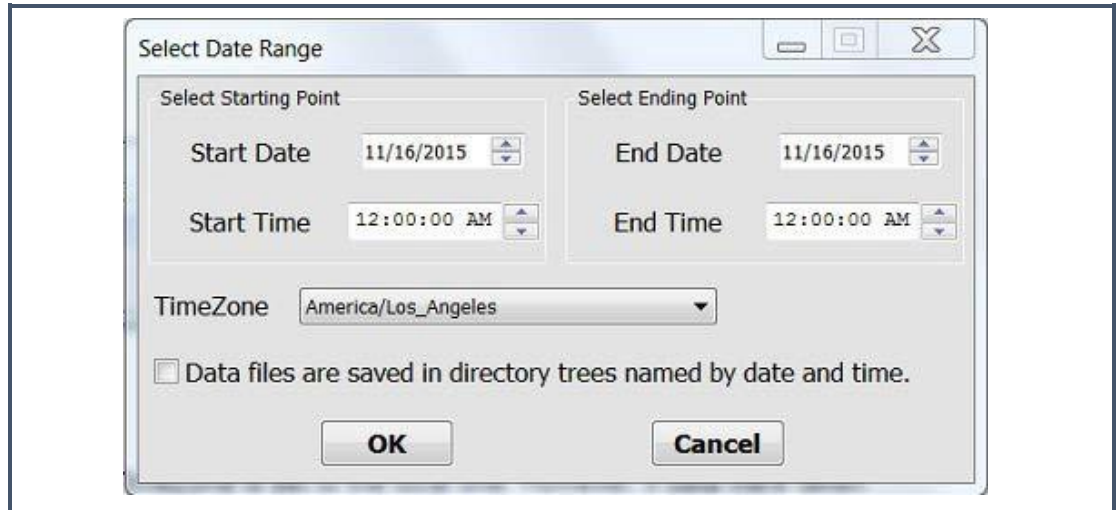 Select Date Range
Select Starting Point
Start Date 11/16/2015
Start Time 12:00:00 AM
Select Ending Point
End Date 11/16/2015
End Time 12:00:00 AM
TimeZone America/Los_Angeles
Data files are saved in directory trees named by date and time.
OK Cancel